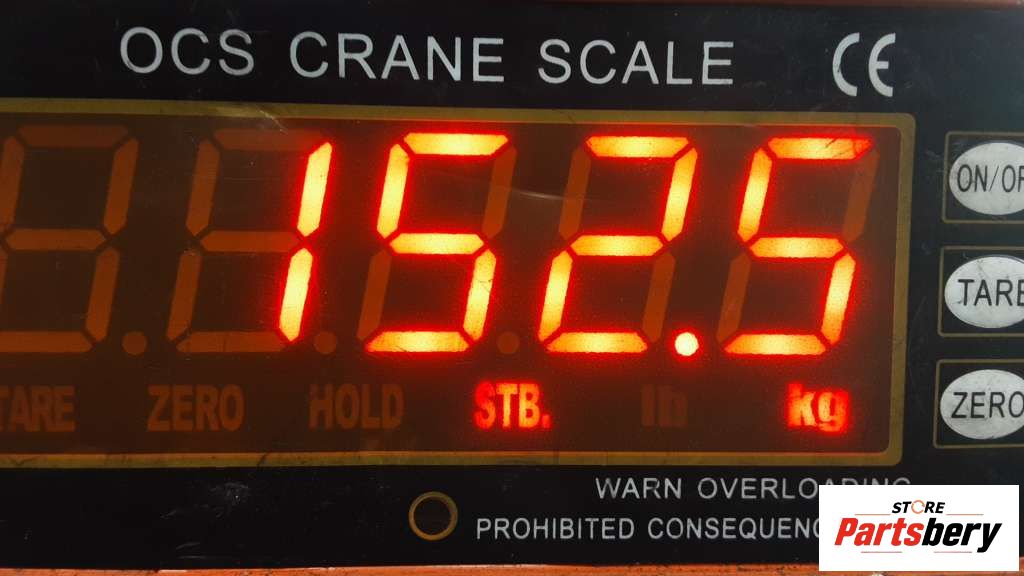 OCS CRANE SCALE CE
152.5
TARE ZERO HOLD STB. lb kg
ON/OF
TARE
ZERO
WARN OVERLOADING
PROHIBITED CONSEQUENC
STORE
Partsbery